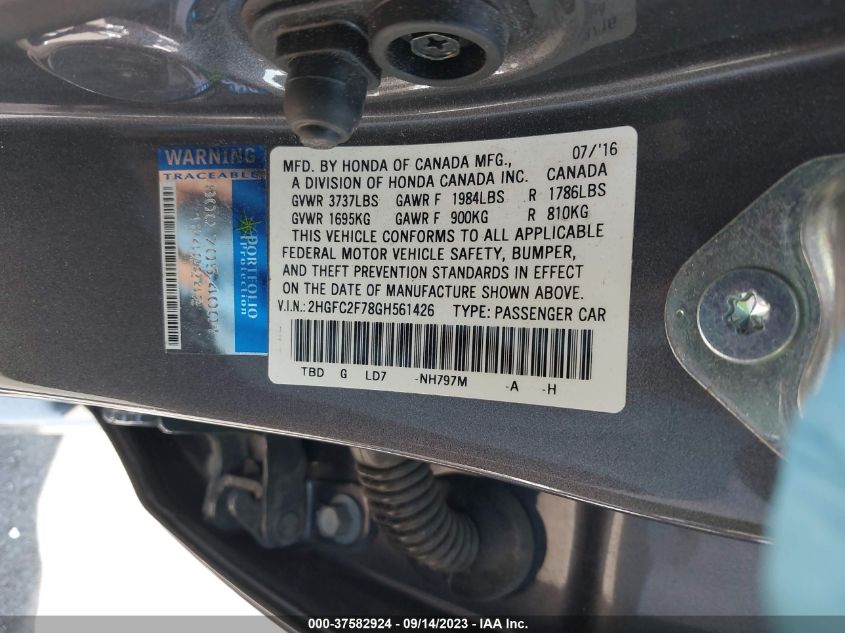 WARNING
TRACEABLE
PORTFOLIO
Protection
07/'16
MFD. BY HONDA OF CANADA MFG.,
A DIVISION OF HONDA CANADA INC. CANADA
GVWR 3737LBS GAWR F 1984LBS R 1786LBS
GVWR 1695KG GAWR F 900KG R 810KG
THIS VEHICLE CONFORMS TO ALL APPLICABLE
FEDERAL MOTOR VEHICLE SAFETY, BUMPER,
AND THEFT PREVENTION STANDARDS IN EFFECT
ON THE DATE OF MANUFACTURE SHOWN ABOVE.
V.I.N.: 2HGFC2F78GH561426 TYPE: PASSENGER CAR
TBD G LD7 -NH797M -A -H
000-37582924 | 09/14/2023 | IAA Inc.